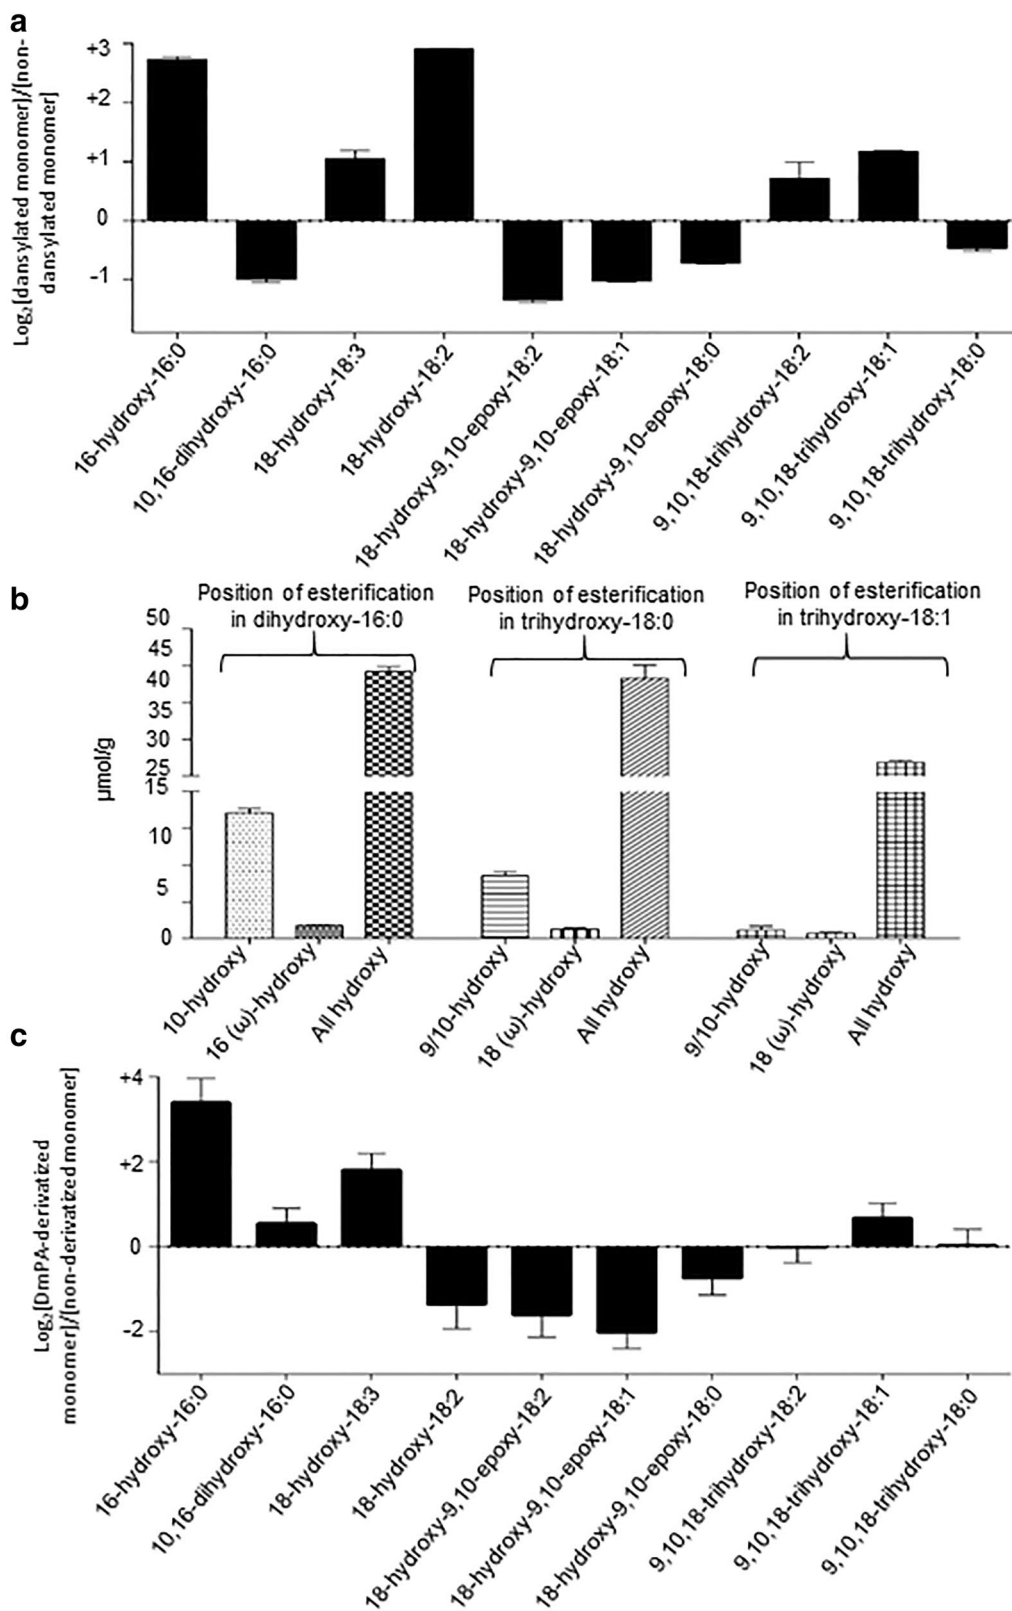 a
Log2[dansylated monomer]/[non-
dansylated monomer]
+3
+2
+1
0
-1
16-hydroxy-16:0
10,16-dihydroxy-16:0
18-hydroxy-18:3
18-hydroxy-18:2
18-hydroxy-9,10-epoxy-18:2
18-hydroxy-9,10-epoxy-18:1
18-hydroxy-9,10-epoxy-18:0
9,10,18-trihydroxy-18:2
9,10,18-trihydroxy-18:1
9,10,18-trihydroxy-18:0
b
Position of esterification
in dihydroxy-16:0
Position of esterification
in trihydroxy-18:0
Position of esterification
in trihydroxy-18:1
µmol/g
50
45
40
35
30
25
15
10
5
0
10-hydroxy
16 (ω)-hydroxy
All hydroxy
9/10-hydroxy
18 (ω)-hydroxy
All hydroxy
9/10-hydroxy
18 (ω)-hydroxy
All hydroxy
c
Log2[DmPA-derivatized
monomer]/[non-derivatized monomer]
+4
+2
0
-2
16-hydroxy-16:0
10,16-dihydroxy-16:0
18-hydroxy-18:3
18-hydroxy-18:2
18-hydroxy-9,10-epoxy-18:2
18-hydroxy-9,10-epoxy-18:1
18-hydroxy-9,10-epoxy-18:0
9,10,18-trihydroxy-18:2
9,10,18-trihydroxy-18:1
9,10,18-trihydroxy-18:0